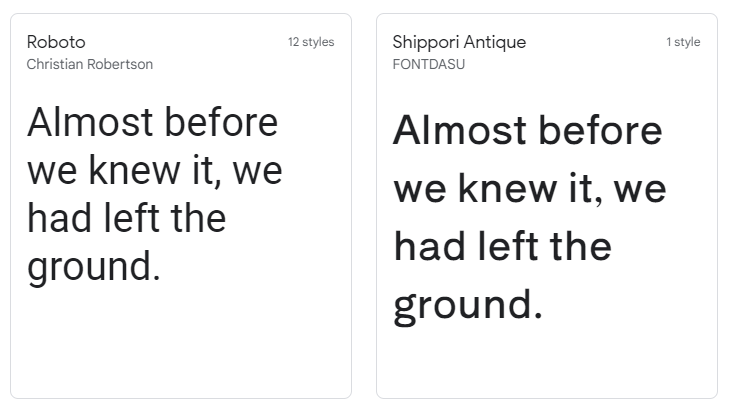 Roboto
12 styles
Christian Robertson
Almost before
we knew it, we
had left the
ground.
Shippori Antique
1 style
FONTDASU
Almost before
we knew it, we
had left the
ground.